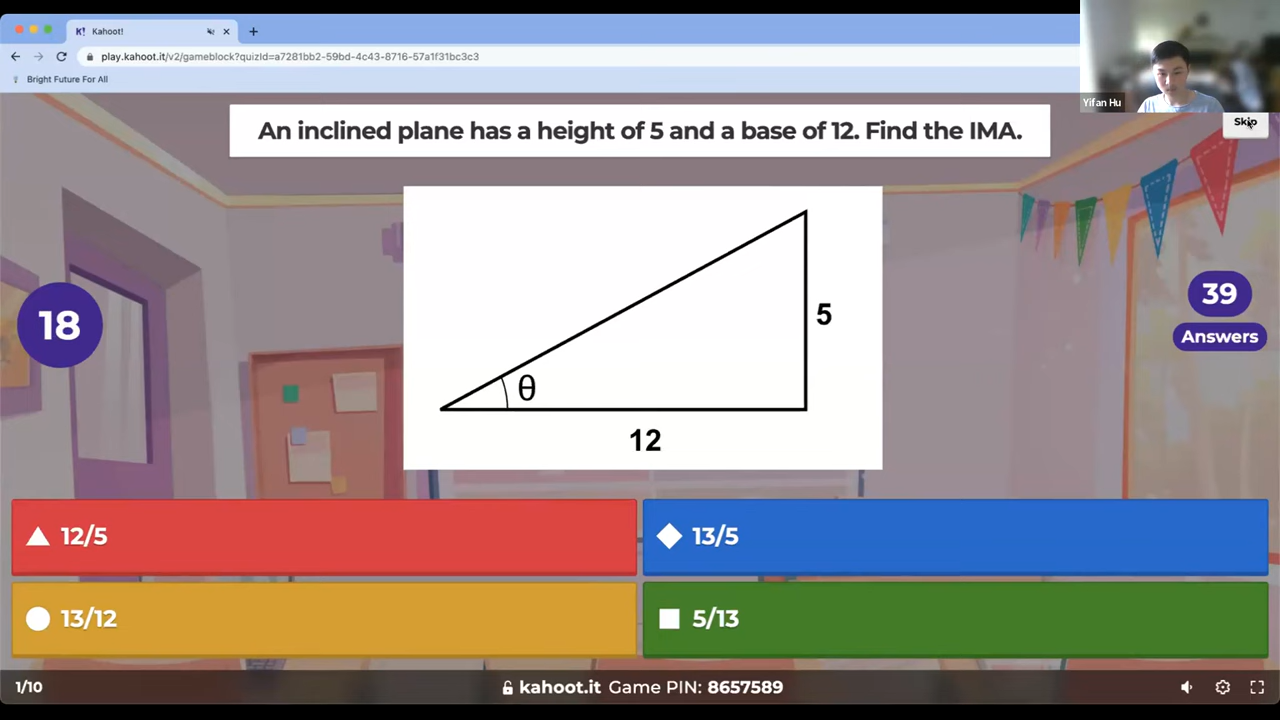 Kahoot!
play.kahoot.it/v2/gameblock?quizId=a7281bb2-59bd-4c43-8716-57a1f31bc3c3
Bright Future For All
Yifan Hu
An inclined plane has a height of 5 and a base of 12. Find the IMA.
Skip
18
39
Answers
5
θ
12
12/5
13/5
13/12
5/13
1/10
kahoot.it Game PIN: 8657589